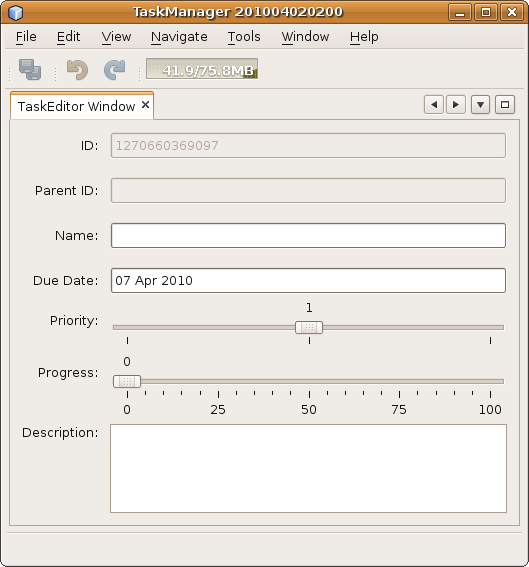 TaskManager 201004020200
File Edit View Navigate Tools Window Help
41.9/75.8MB
TaskEditor Window
ID: 1270660369097
Parent ID:
Name:
Due Date: 07 Apr 2010
1
Priority:
0
Progress:
0 25 50 75 100
Description: